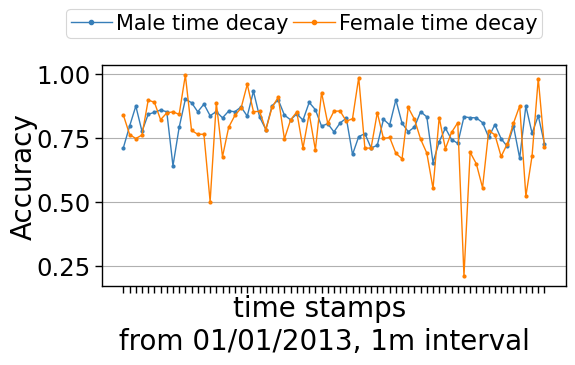 Male time decay Female time decay
1.00
0.75
0.50
0.25
Accuracy
time stamps
from 01/01/2013, 1m interval